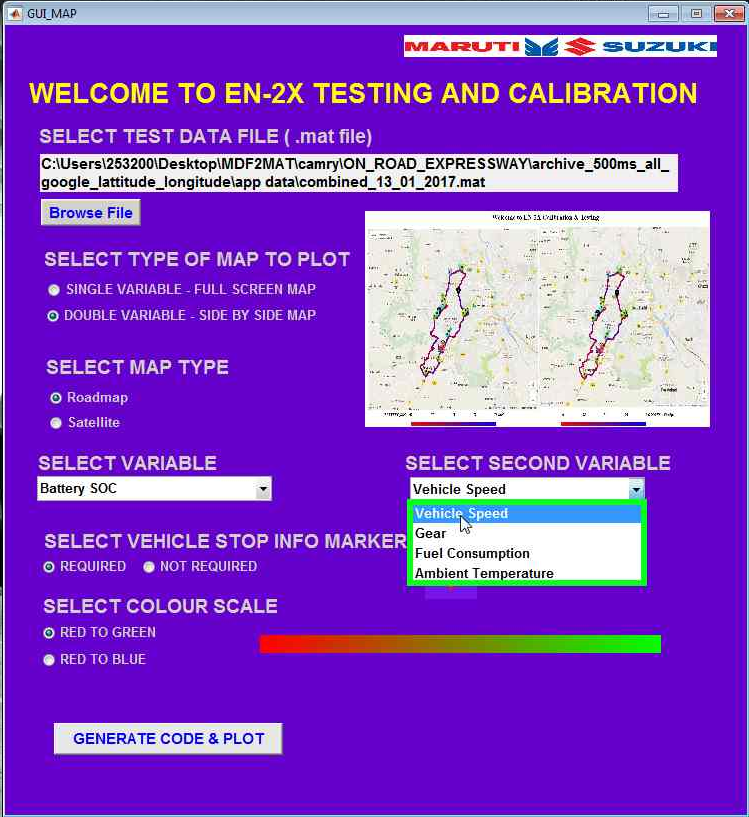 GUI_MAP
MARUTI SUZUKI
WELCOME TO EN-2X TESTING AND CALIBRATION
SELECT TEST DATA FILE ( .mat file)
C:\Users\253200\Desktop\MDF2MAT\camry\ON_ROAD_EXPRESSWAY\archive_500ms_all_
google_lattitude_longitude\app data\combined_13_01_2017.mat
Browse File
Welcome to EN-2X Calibration & Testing
SELECT TYPE OF MAP TO PLOT
SINGLE VARIABLE - FULL SCREEN MAP
DOUBLE VARIABLE - SIDE BY SIDE MAP
SELECT MAP TYPE
Roadmap
Satellite
SELECT VARIABLE
Battery SOC
SELECT SECOND VARIABLE
Vehicle Speed
Vehicle Speed
Gear
Fuel Consumption
Ambient Temperature
SELECT VEHICLE STOP INFO MARKER
REQUIRED NOT REQUIRED
SELECT COLOUR SCALE
RED TO GREEN
RED TO BLUE
GENERATE CODE & PLOT